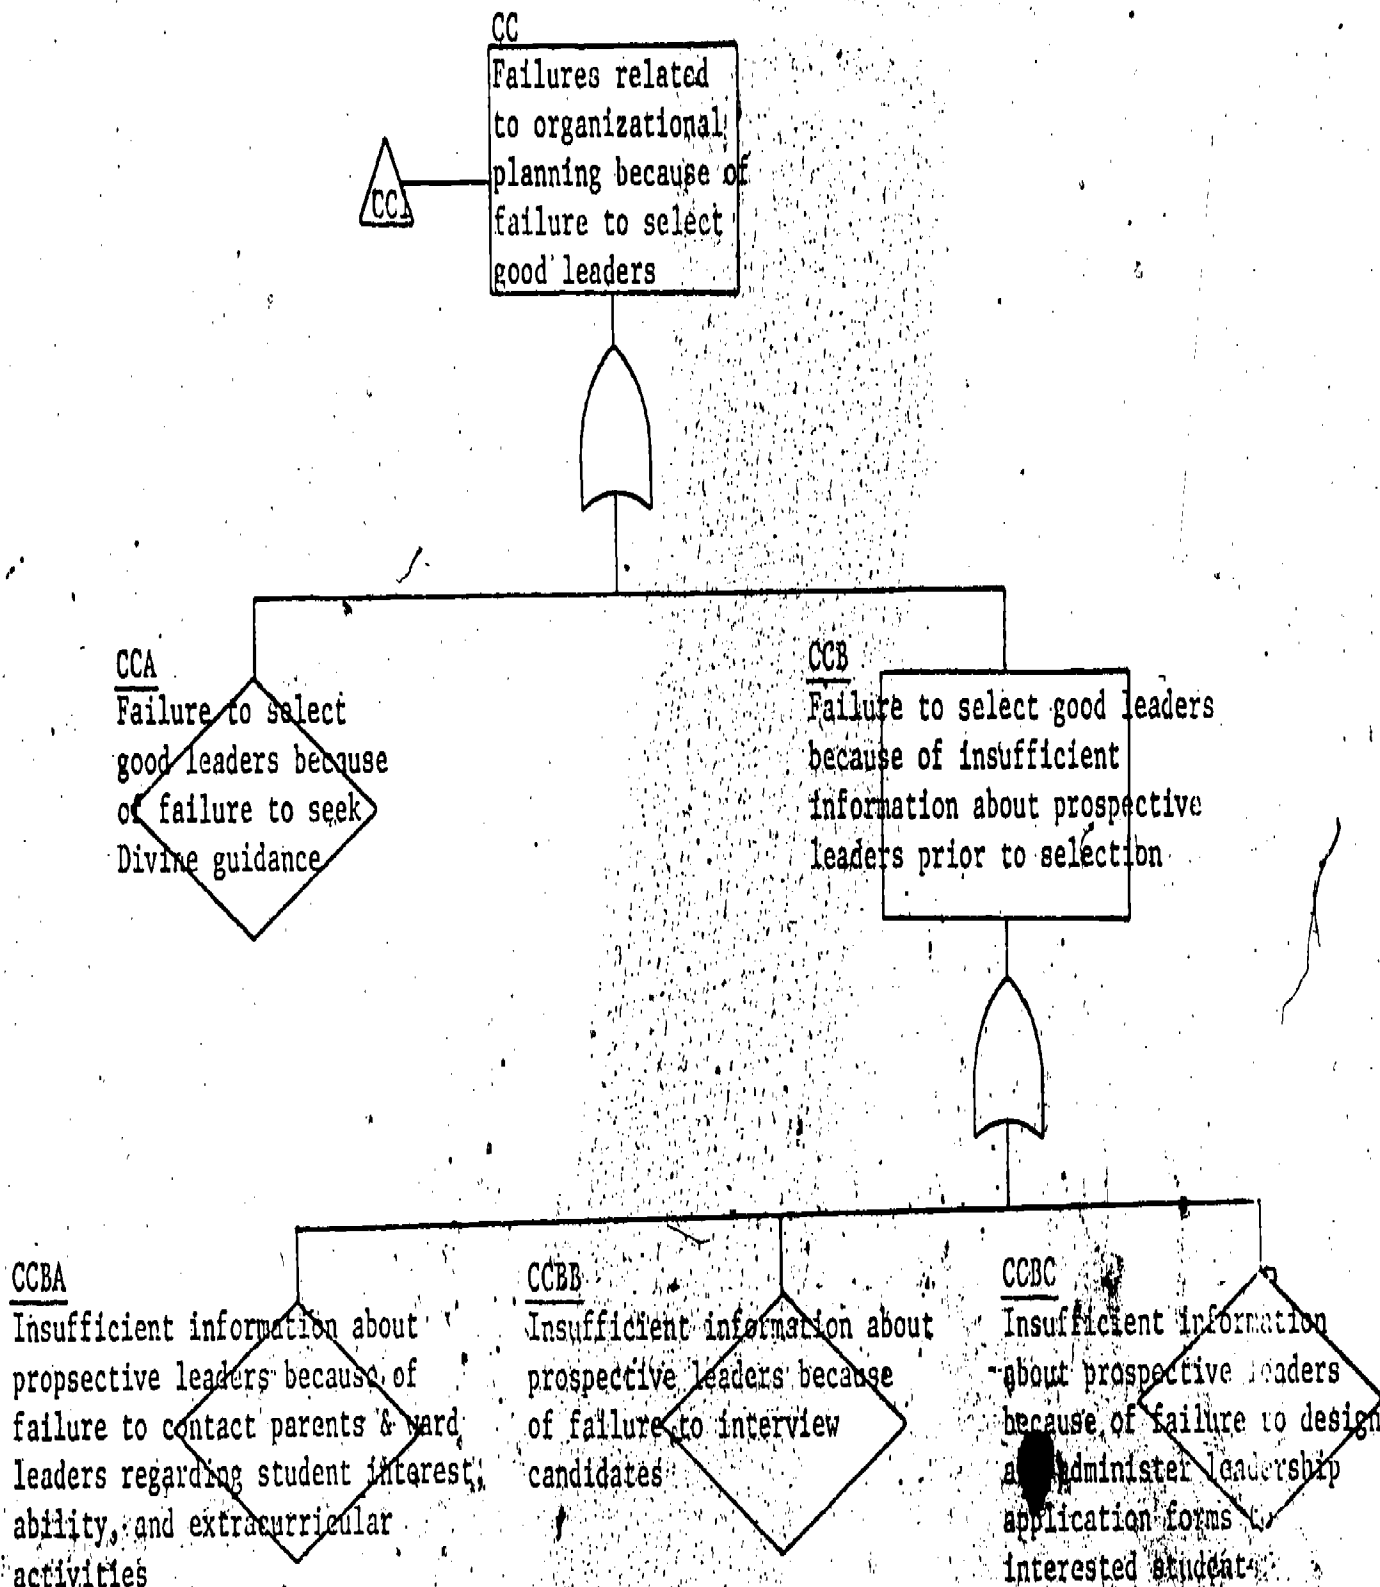 CC
Failures related
to organizational
planning because of
failure to select
good leaders
CC1
CCA
Failure to select
good leaders because
of failure to seek
Divine guidance
CCB
Failure to select good leaders
because of insufficient
information about prospective
leaders prior to selection
CCBA
Insufficient information about
propsective leaders because of
failure to contact parents & ward
leaders regarding student interest,
ability, and extracurricular
activities
CCBB
Insufficient information about
prospective leaders because
of failure to interview
candidates
CCBC
Insufficient information
about prospective leaders
because of failure to design
administer leadership
application forms
interested students